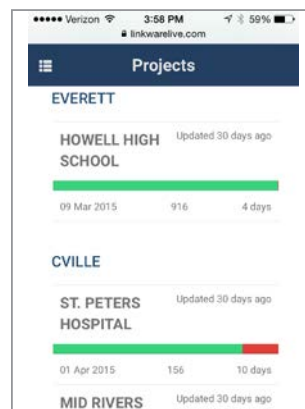 Verizon 3:58 PM 59%
linkwarelive.com
Projects
EVERETT
HOWELL HIGH SCHOOL Updated 30 days ago
09 Mar 2015 916 4 days
CVILLE
ST. PETERS HOSPITAL Updated 30 days ago
01 Apr 2015 156 10 days
MID RIVERS Updated 30 days ago